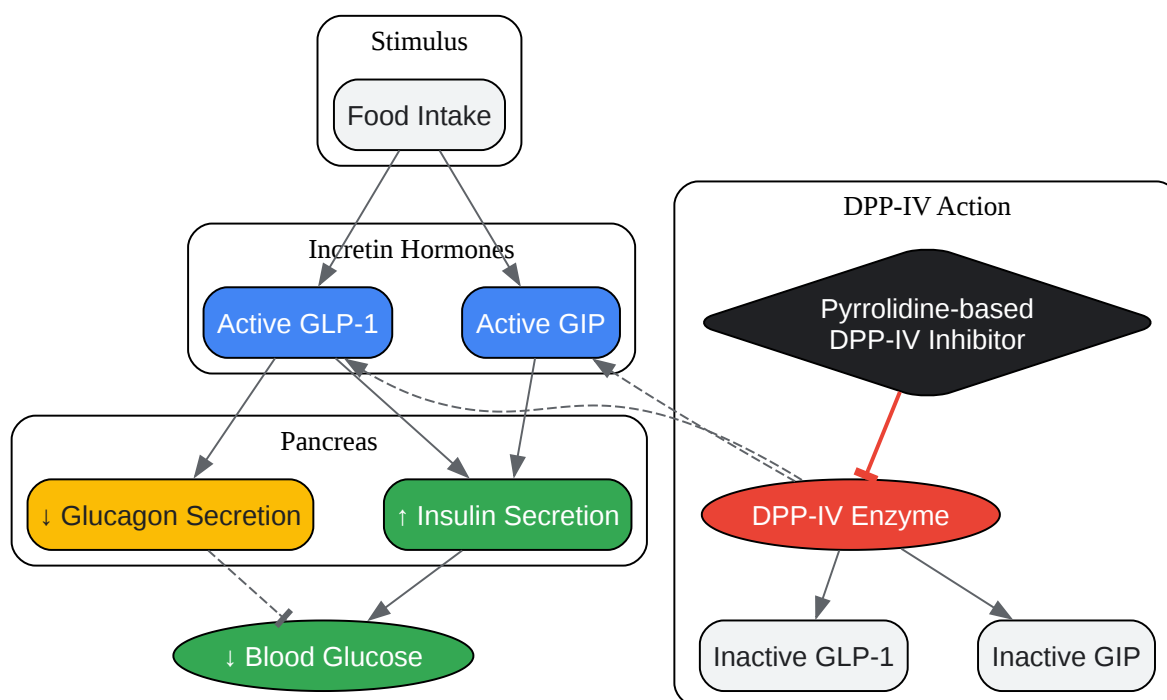 Stimulus
Food Intake
DPP-IV Action
Incretin Hormones
Active GLP-1
Active GIP
Pyrrolidine-based
DPP-IV Inhibitor
Pancreas
↓ Glucagon Secretion
↑ Insulin Secretion
DPP-IV Enzyme
↓ Blood Glucose
Inactive GLP-1
Inactive GIP